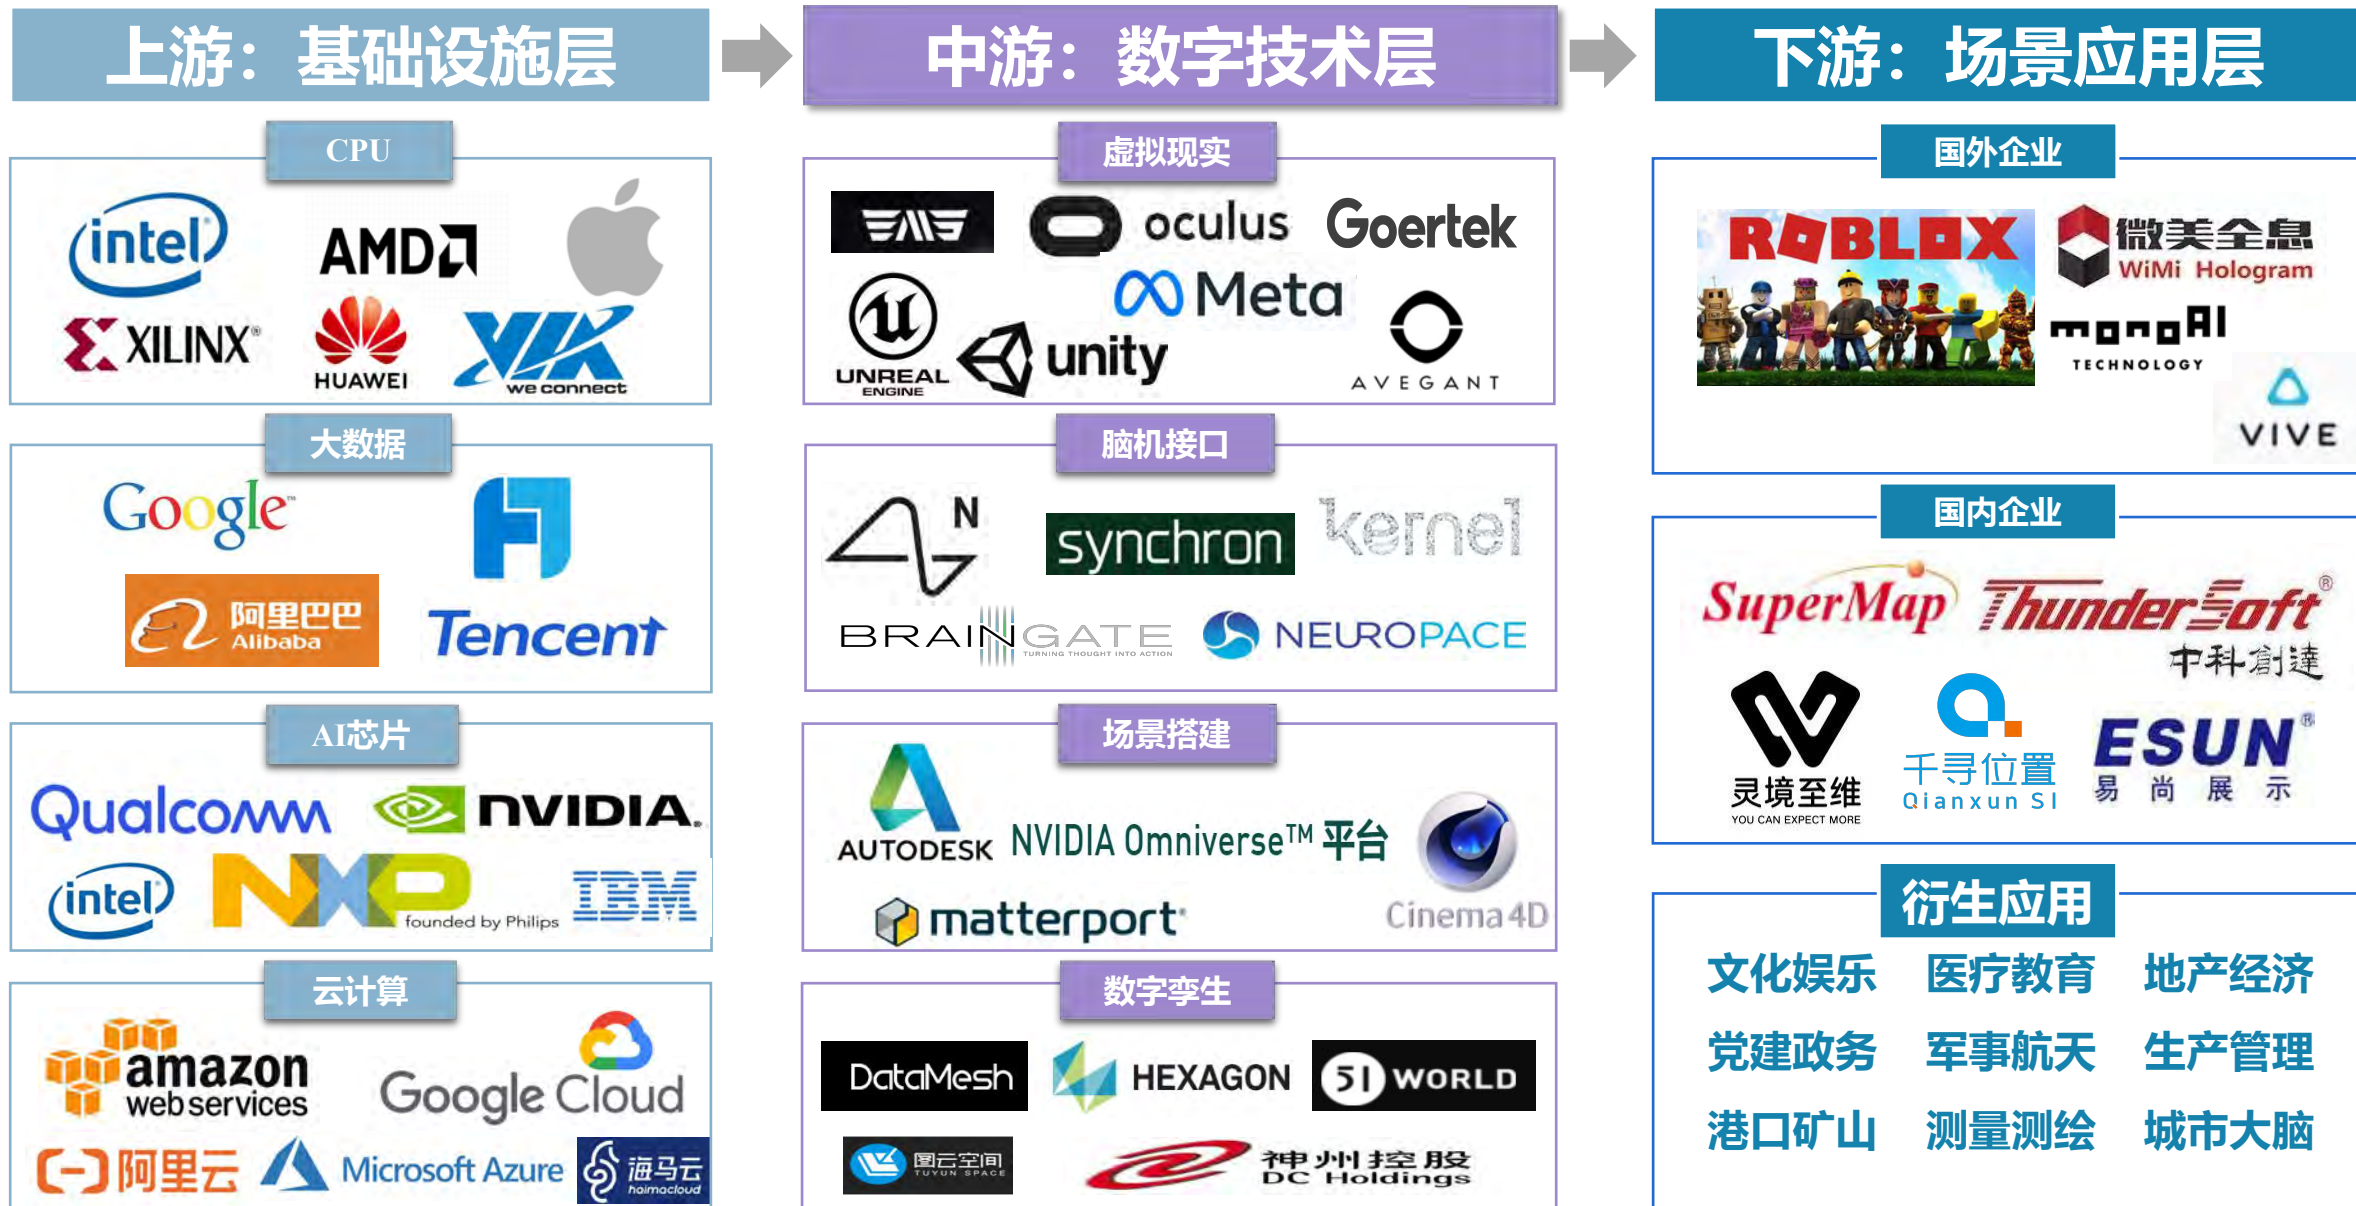 上游：基础设施层
中游：数字技术层
下游：场景应用层
CPU
intel
AMD
XILINX®
HUAWEI
VIA
we connect
大数据
Google™
阿里巴巴
Alibaba
Tencent
AI芯片
Qualcomm
NVIDIA.
intel
NXP
founded by Philips
IBM
云计算
amazon
web services
Google Cloud
阿里云
Microsoft Azure
海马云
haimacloud
虚拟现实
oculus
Goertek
Meta
UNREAL
ENGINE
unity
AVEGANT
脑机接口
N
synchron
kernel
BRAINGATE
TURNING THOUGHT INTO ACTION
NEUROPACE
场景搭建
AUTODESK
NVIDIA Omniverse™ 平台
matterport
Cinema 4D
数字孪生
DataMesh
HEXAGON
51 WORLD
图云空间
TUYUN SPACE
神州控股
DC Holdings
国外企业
ROBLOX
微美全息
WiMi Hologram
monoAI
TECHNOLOGY
VIVE
国内企业
SuperMap
ThunderSoft®
中科創達
灵境至维
YOU CAN EXPECT MORE
千寻位置
Qianxun SI
ESUN®
易尚展示
衍生应用
文化娱乐 医疗教育 地产经济
党建政务 军事航天 生产管理
港口矿山 测量测绘 城市大脑